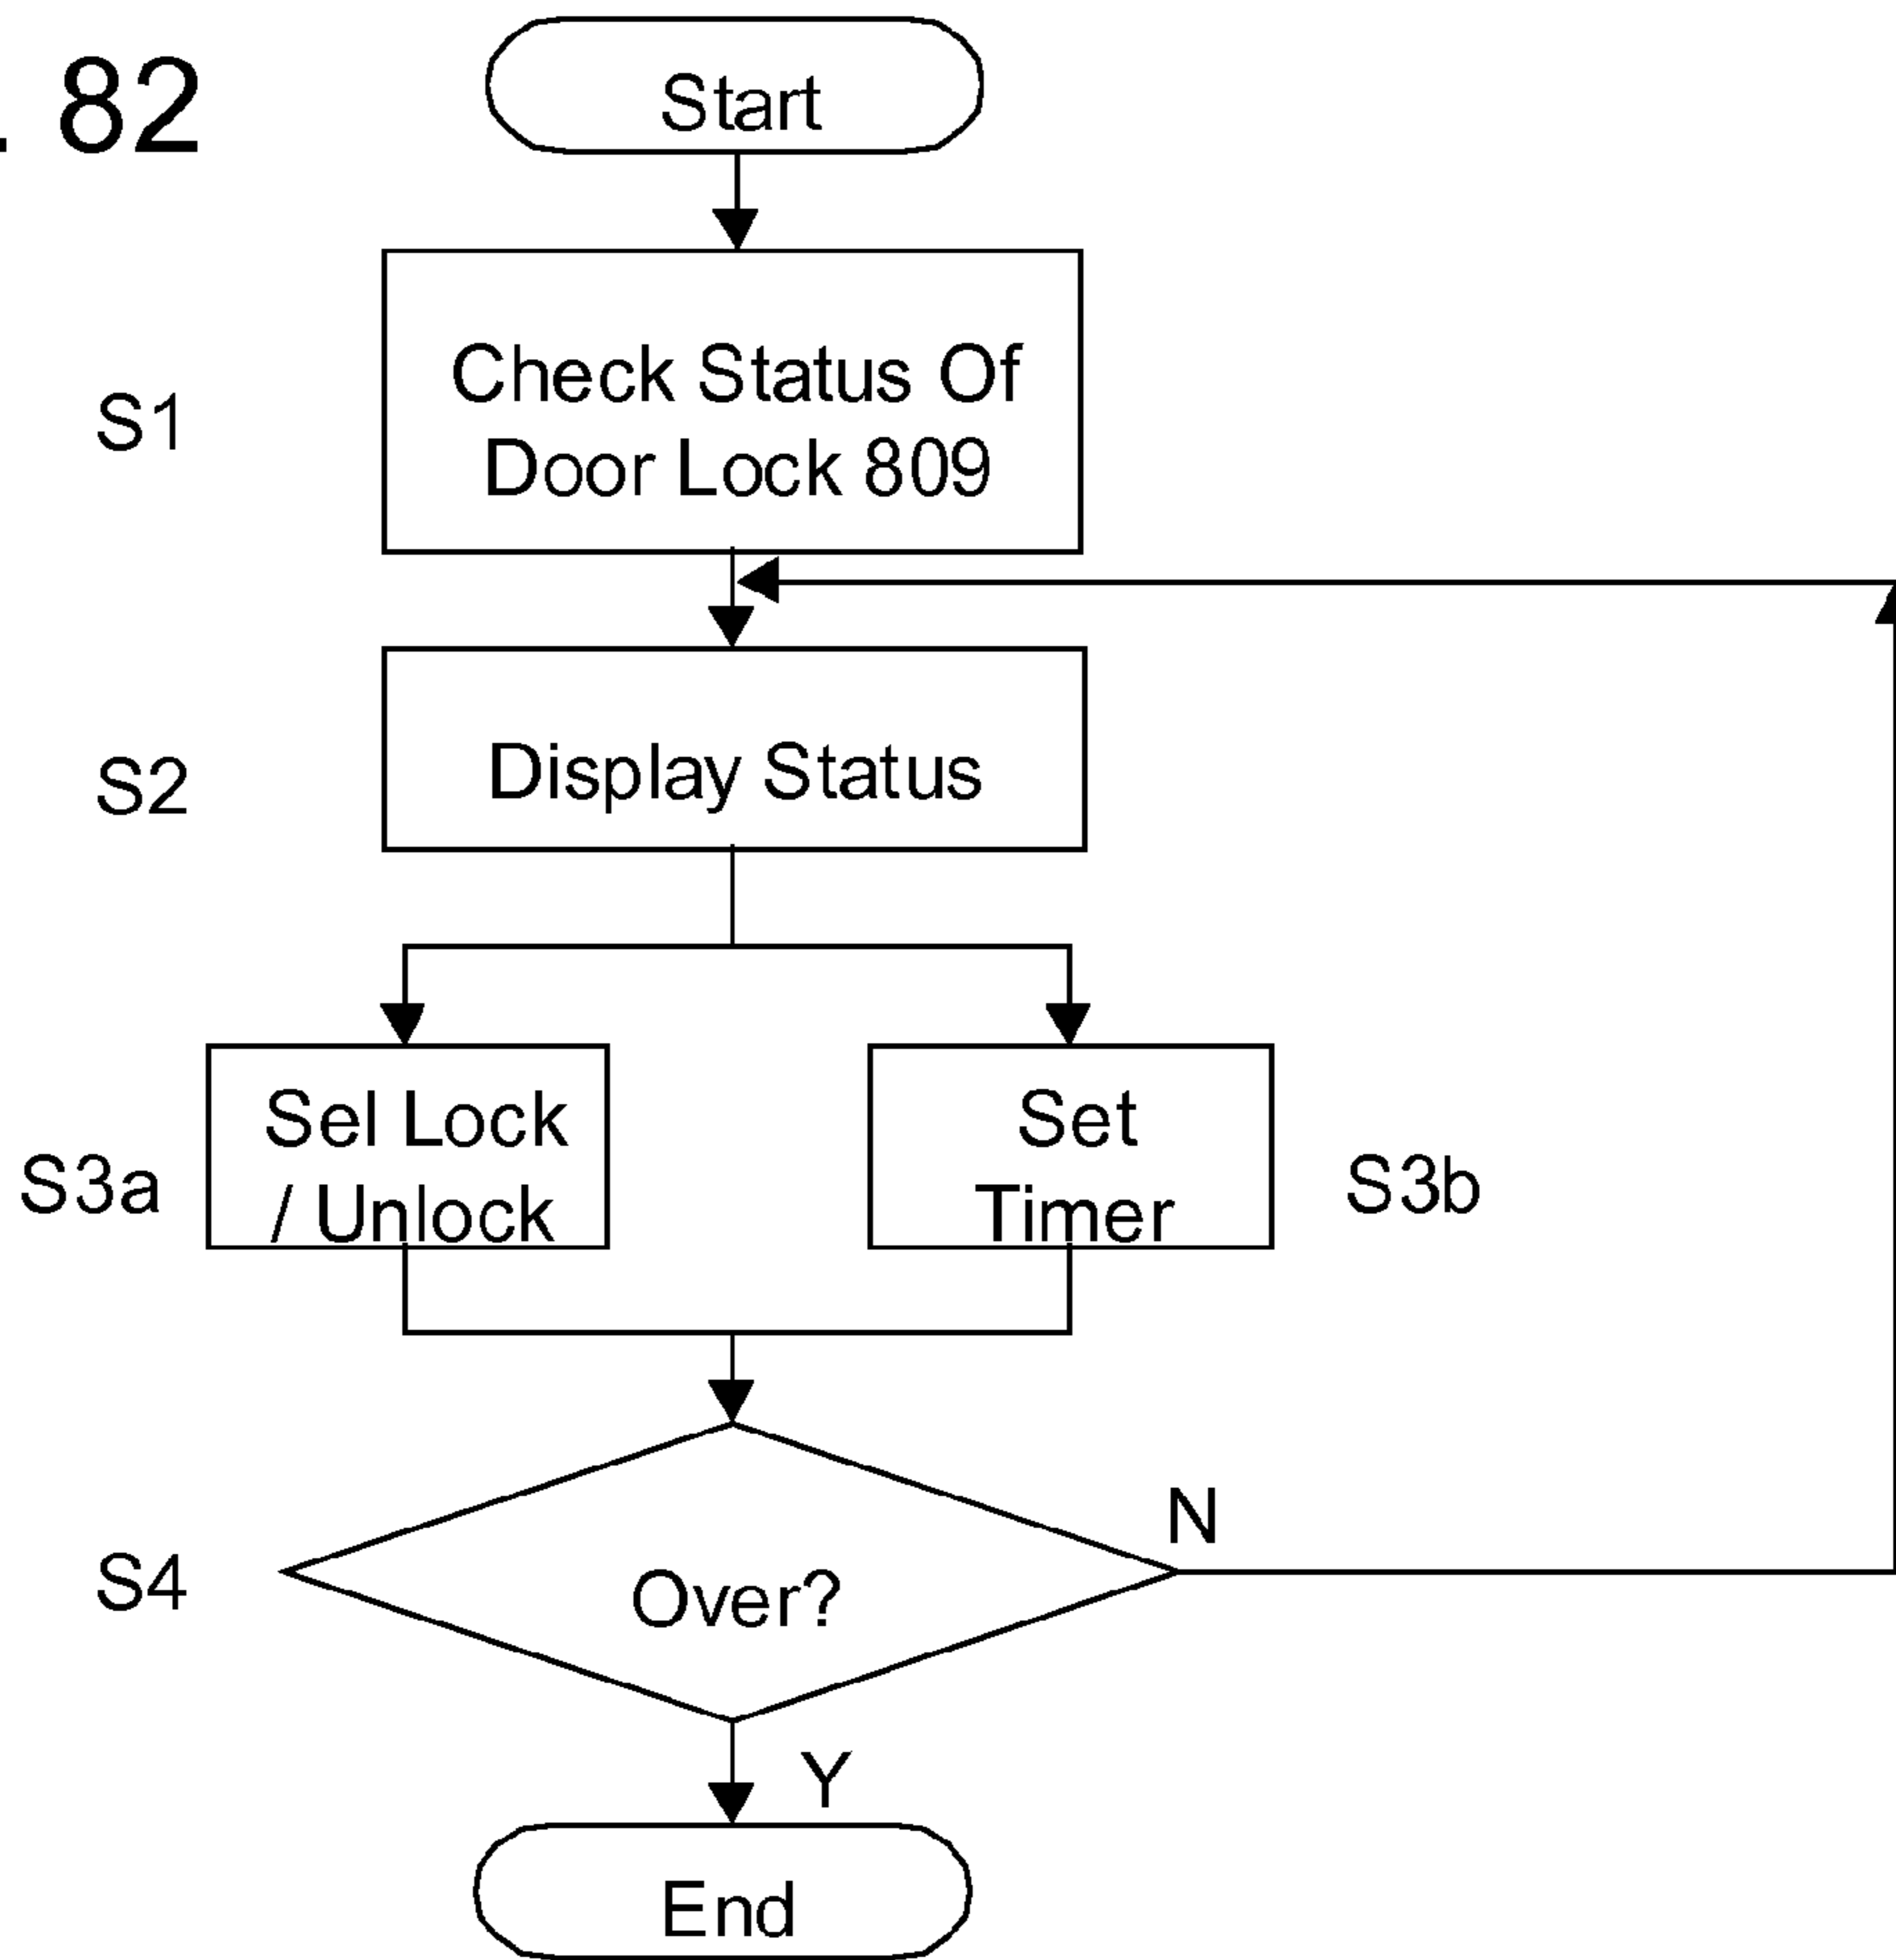 . 82
Start
S1
Check Status Of
Door Lock 809
S2
Display Status
S3a
Sel Lock
/ Unlock
Set
Timer
S3b
S4
Over?
N
Y
End